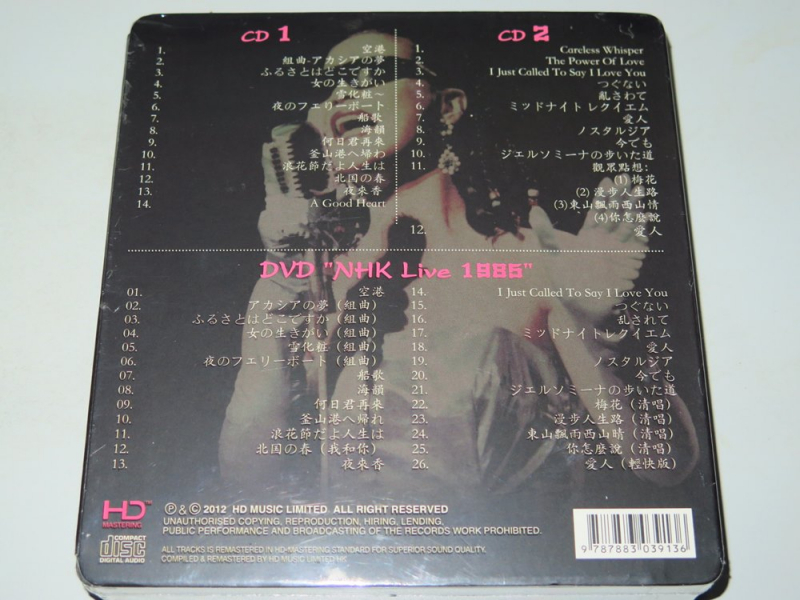 CD 1
1. 空港
2. 組曲-アカシアの夢
3. ふるさとはどこですか
4. 女の生きがい
5. 雪化粧～
6. 夜のフェリーボート
7. 船歌
8. 海韻
9. 何日君再來
10. 釜山港へ帰わ
11. 浪花節だよ人生は
12. 北国の春
13. 夜來香
14. A Good Heart
CD 2
1. Careless Whisper
2. The Power Of Love
3. I Just Called To Say I Love You
4. つぐない
5. 亂さわて
6. ミッドナイトレクイエム
7. 愛人
8. ノスタルジア
9. 今でも
10. ジェルソミーナの歩いた道
11. 觀眾點想:
(1) 梅花
(2) 漫步人生路
(3)東山飄雨西山情
(4)你怎麼說
12. 愛人
DVD "NHK Live 1985"
01. 空港
02. アカシアの夢 (組曲)
03. ふるさとはどこですか (組曲)
04. 女の生きがい (組曲)
05. 雪化粧 (組曲)
06. 夜のフェリーボート (組曲)
07. 船歌
08. 海韻
09. 何日君再来
10. 釜山港へ帰れ
11. 浪花節だよ人生は
12. 北国の春 (我和你)
13. 夜来香
14. I Just Called To Say I Love You
15. つぐない
16. 乱されて
17. ミッドナイトレクイエム
18. 愛人
19. ノスタルジア
20. 今でも
21. ジェルソミーナの歩いた道
22. 梅花 (清唱)
23. 漫步人生路 (清唱)
24. 東山飄雨西山晴 (清唱)
25. 你怎麼說 (清唱)
26. 愛人 (輕快版)
HD™
MASTERING
COMPACT
disc
DIGITAL AUDIO
℗ & © 2012 HD MUSIC LIMITED ALL RIGHT RESERVED
UNAUTHORISED COPYING, REPRODUCTION, HIRING, LENDING,
PUBLIC PERFORMANCE AND BROADCASTING OF THE RECORDS WORK PROHIBITED.
ALL TRACKS IS REMASTERED IN HD-MASTERING STANDARD FOR SUPERIOR SOUND QUALITY.
COMPILED & REMASTERED BY HD MUSIC LIMITED
9 787883 039136